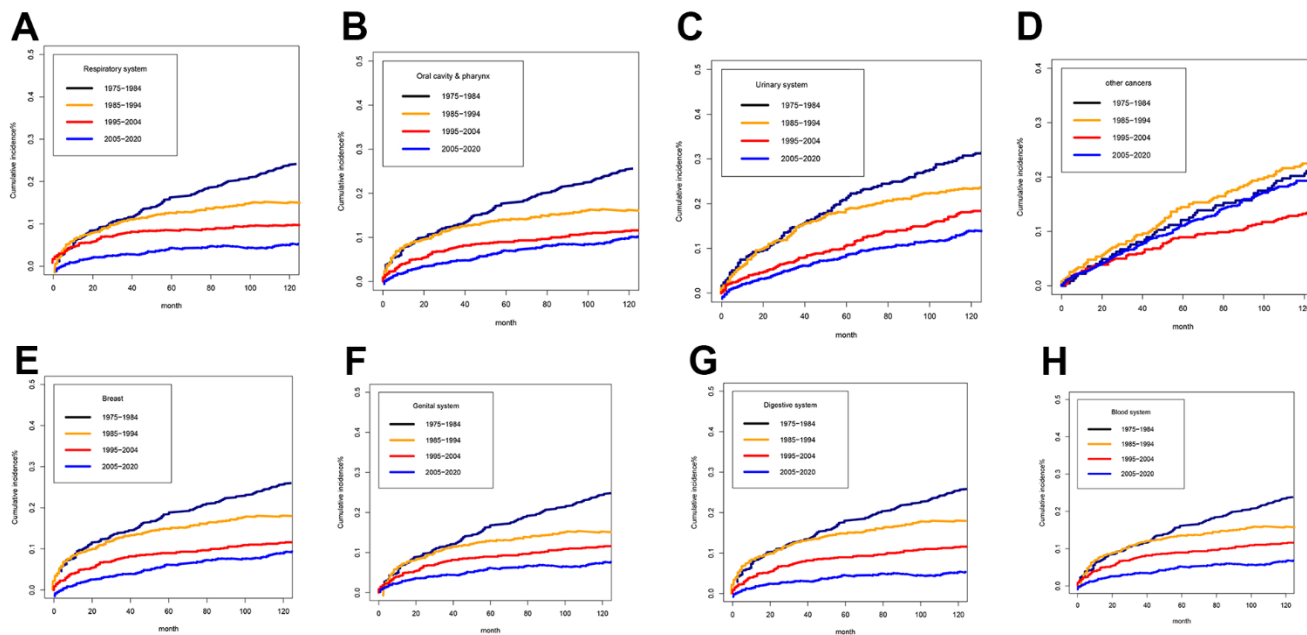 A
Respiratory system
1975−1984
1985−1994
1995−2004
2005−2020
Cumulative incidence%
0.0
0.1
0.2
0.3
0.4
0.5
0 20 40 60 80 100 120
month
B
Oral cavity & pharynx
1975−1984
1985−1994
1995−2004
2005−2020
Cumulative incidence%
0.0
0.1
0.2
0.3
0.4
0.5
0 20 40 60 80 100 120
month
C
Urinary system
1975−1984
1985−1994
1995−2004
2005−2020
Cumulative incidence%
0.0
0.1
0.2
0.3
0.4
0.5
0 20 40 60 80 100 120
month
D
other cancers
1975−1984
1985−1994
1995−2004
2005−2020
Cumulative incidence%
0.0
0.1
0.2
0.3
0.4
0 20 40 60 80 100 120
month
E
Breast
1975−1984
1985−1994
1995−2004
2005−2020
Cumulative incidence%
0.0
0.1
0.2
0.3
0.4
0.5
0 20 40 60 80 100 120
month
F
Genital system
1975−1984
1985−1994
1995−2004
2005−2020
Cumulative incidence%
0.0
0.1
0.2
0.3
0.4
0.5
0 20 40 60 80 100 120
month
G
Digestive system
1975−1984
1985−1994
1995−2004
2005−2020
Cumulative incidence%
0.0
0.1
0.2
0.3
0.4
0.5
0 20 40 60 80 100 120
month
H
Blood system
1975−1984
1985−1994
1995−2004
2005−2020
Cumulative incidence%
0.0
0.1
0.2
0.3
0.4
0.5
0 20 40 60 80 100 120
month